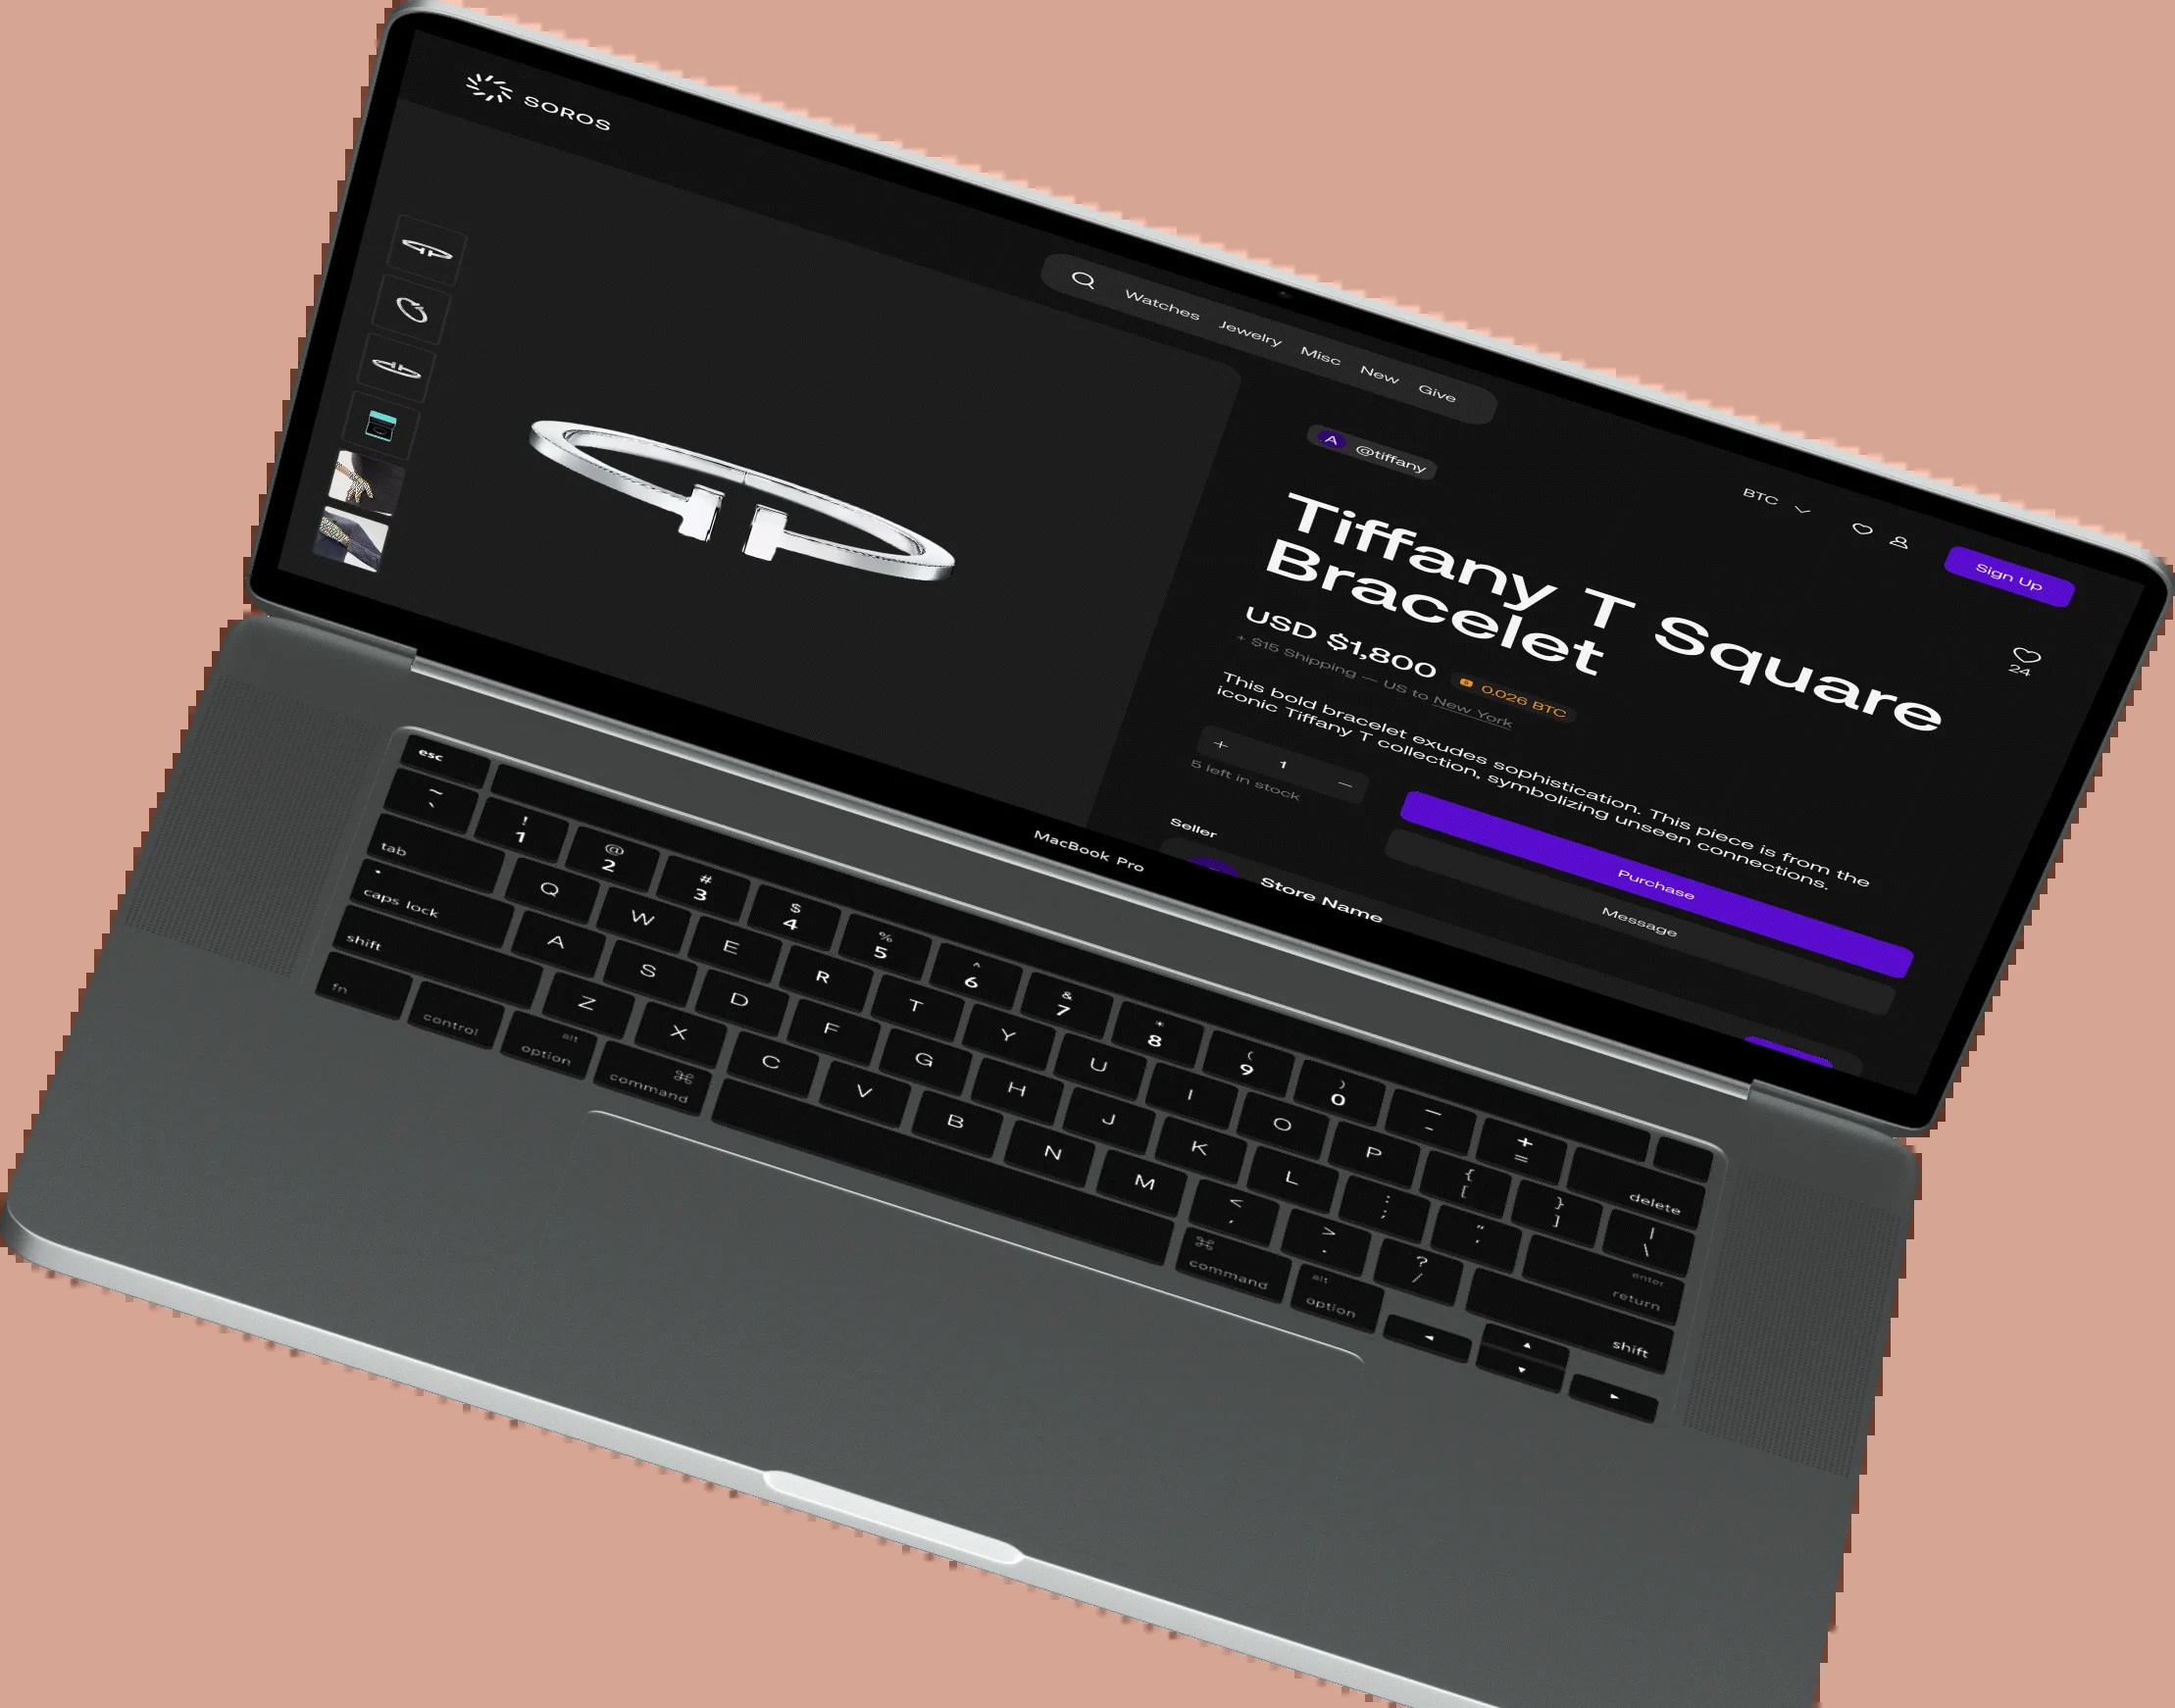 SOROS
Watches Jewelry Misc New Give
BTC
Sign Up
A @tiffany
Tiffany T Square
Bracelet
24
USD $1,800 0.026 BTC
+ $15 Shipping — US to New York
This bold bracelet exudes sophistication. This piece is from the
iconic Tiffany T collection, symbolizing unseen connections.
+ 1 −
5 left in stock
Purchase
Message
Seller
Store Name
MacBook Pro
esc
~ `
! 1 @ 2 # 3 $ 4 % 5 ^ 6 & 7 * 8 ( 9 ) 0 — - + = delete
tab Q W E R T Y U I O P { [ } ] | \
caps lock A S D F G H J K L : ; " ' enter return
shift Z X C V B N M < , > . ? / shift
fn control alt option ⌘ command ⌘ command alt option ◄ ▲ ▼ ►